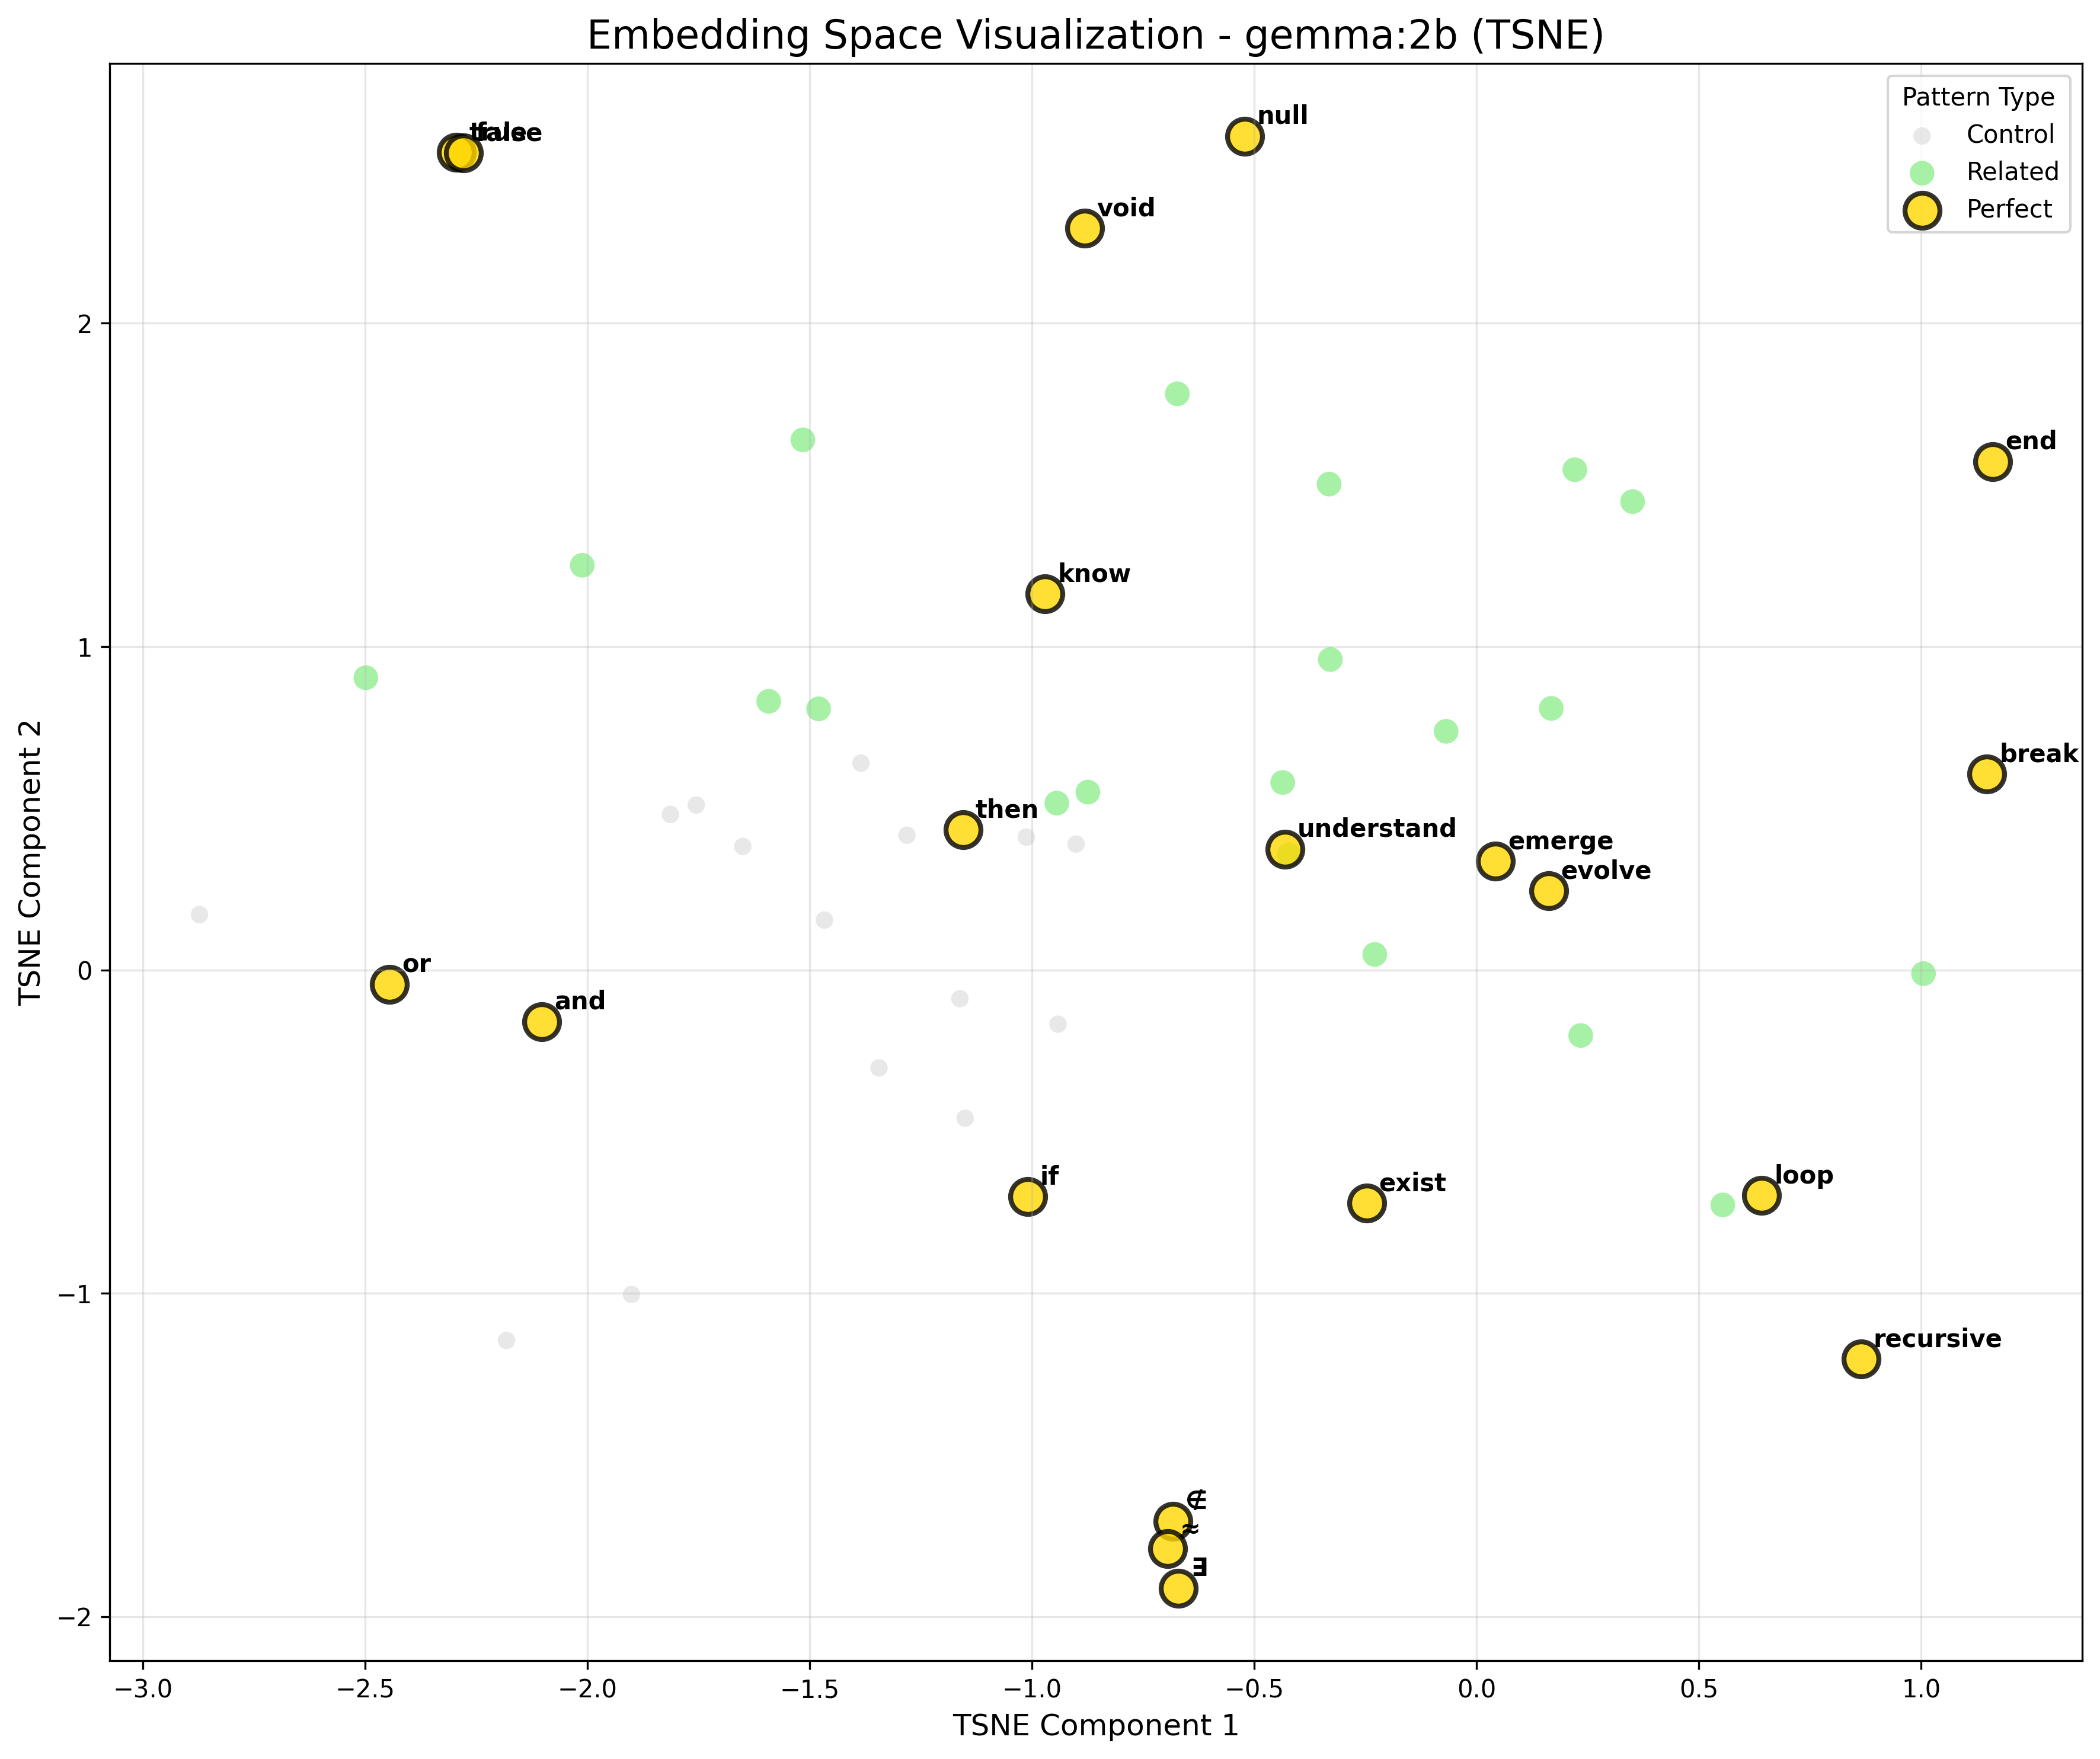 Embedding Space Visualization - gemma:2b (TSNE)
Pattern Type
Control
Related
Perfect
true
false
null
void
end
know
break
then
understand
emerge
evolve
or
and
if
exist
loop
recursive
∉
≈
∃
TSNE Component 2
2
1
0
−1
−2
−3.0 −2.5 −2.0 −1.5 −1.0 −0.5 0.0 0.5 1.0
TSNE Component 1